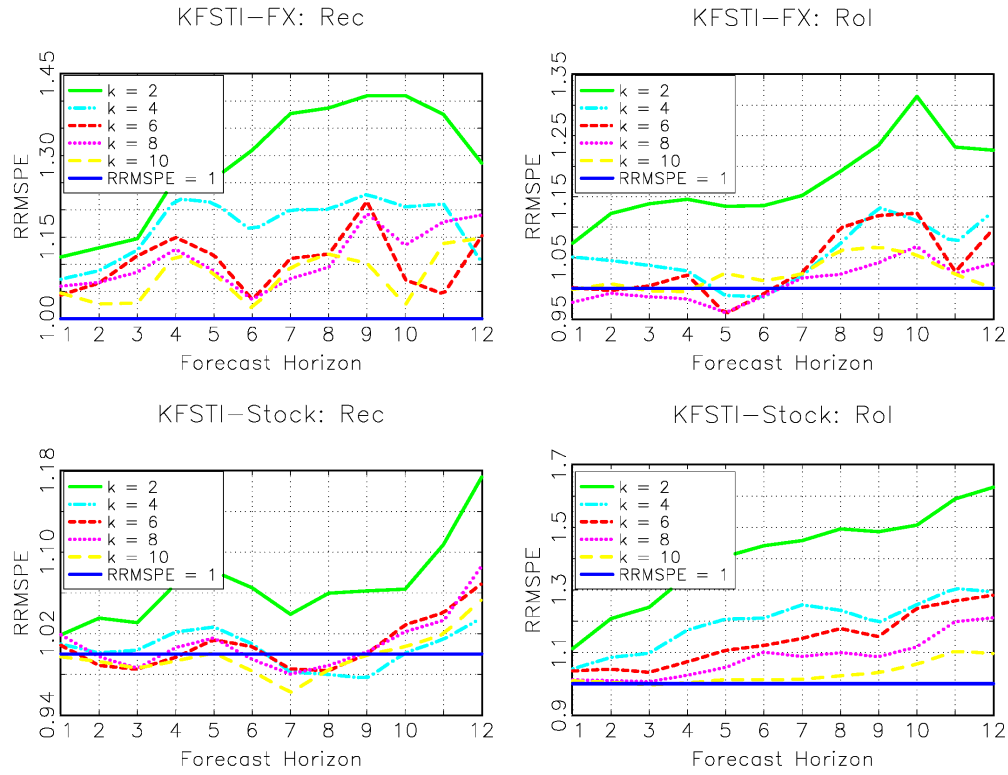 KFSTI-FX: Rec
RRMSPE
1.00 1.15 1.30 1.45
k = 2
k = 4
k = 6
k = 8
k = 10
RRMSPE = 1
1 2 3 4 5 6 7 8 9 10 12
Forecast Horizon
KFSTI-FX: Rol
RRMSPE
0.95 1.05 1.15 1.25 1.35
k = 2
k = 4
k = 6
k = 8
k = 10
RRMSPE = 1
1 2 3 4 5 6 7 8 9 10 12
Forecast Horizon
KFSTI-Stock: Rec
RRMSPE
0.94 1.02 1.10 1.18
k = 2
k = 4
k = 6
k = 8
k = 10
RRMSPE = 1
1 2 3 4 5 6 7 8 9 10 12
Forecast Horizon
KFSTI-Stock: Rol
RRMSPE
0.9 1.1 1.3 1.5 1.7
k = 2
k = 4
k = 6
k = 8
k = 10
RRMSPE = 1
1 2 3 4 5 6 7 8 9 10 12
Forecast Horizon